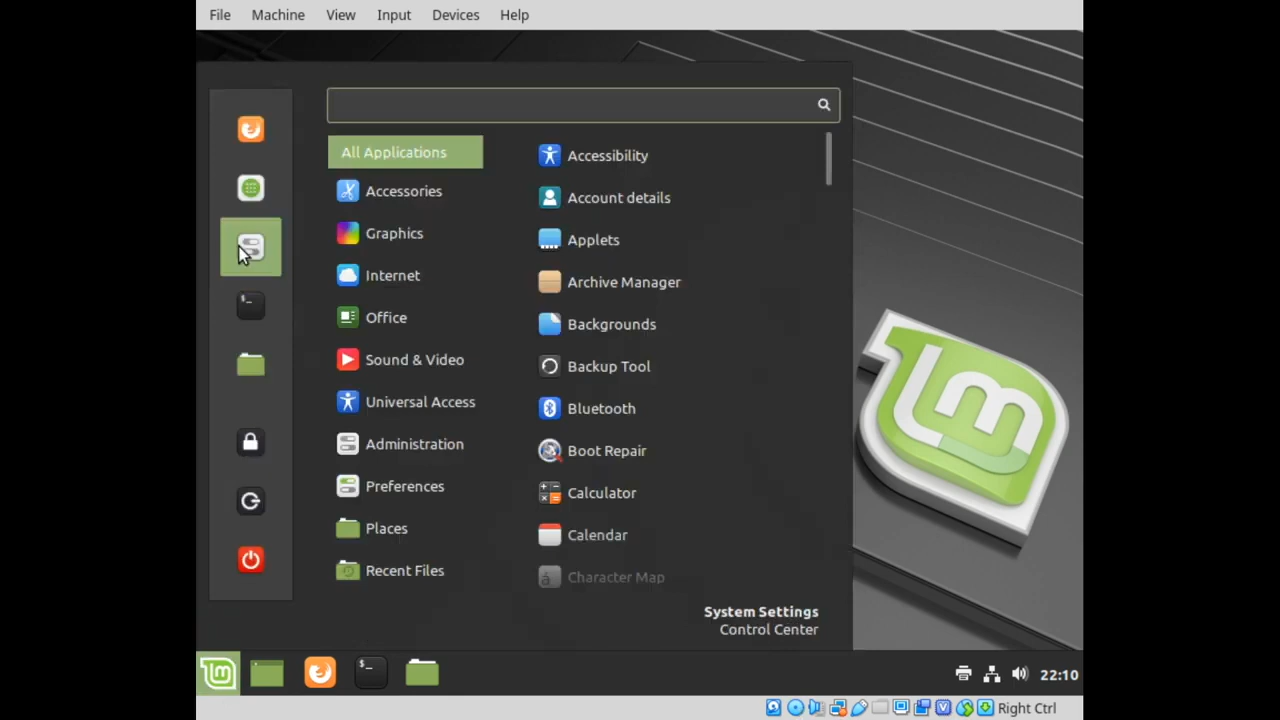 File Machine View Input Devices Help
All Applications
Accessories
Graphics
Internet
Office
Sound & Video
Universal Access
Administration
Preferences
Places
Recent Files
Accessibility
Account details
Applets
Archive Manager
Backgrounds
Backup Tool
Bluetooth
Boot Repair
Calculator
Calendar
Character Map
System Settings
Control Center
22:10
Right Ctrl